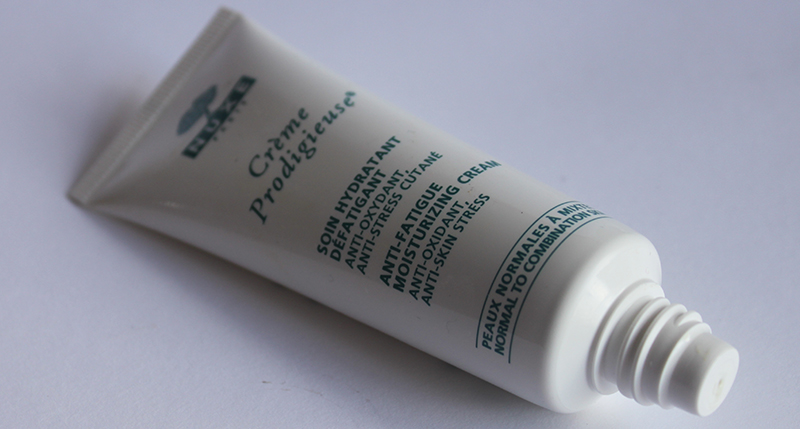 NUXE
PARIS
Crème
Prodigieuse®
SOIN HYDRATANT
DÉFATIGANT
ANTI-OXYDANT,
ANTI-STRESS CUTANÉ
ANTI-FATIGUE
MOISTURIZING CREAM
ANTI-OXIDANT,
ANTI-SKIN STRESS
PEAUX NORMALES À
NORMAL TO COMBINATION